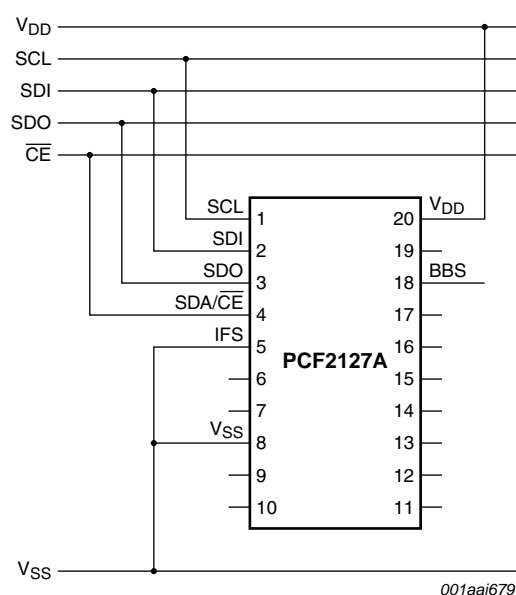 VDD
SCL
SDI
SDO
CE
SCL
1
SDI
2
SDO
3
SDA/CE
4
IFS
5
6
7
VSS
8
9
10
PCF2127A
20
VDD
19
18
BBS
17
16
15
14
13
12
11
VSS
001aaj679